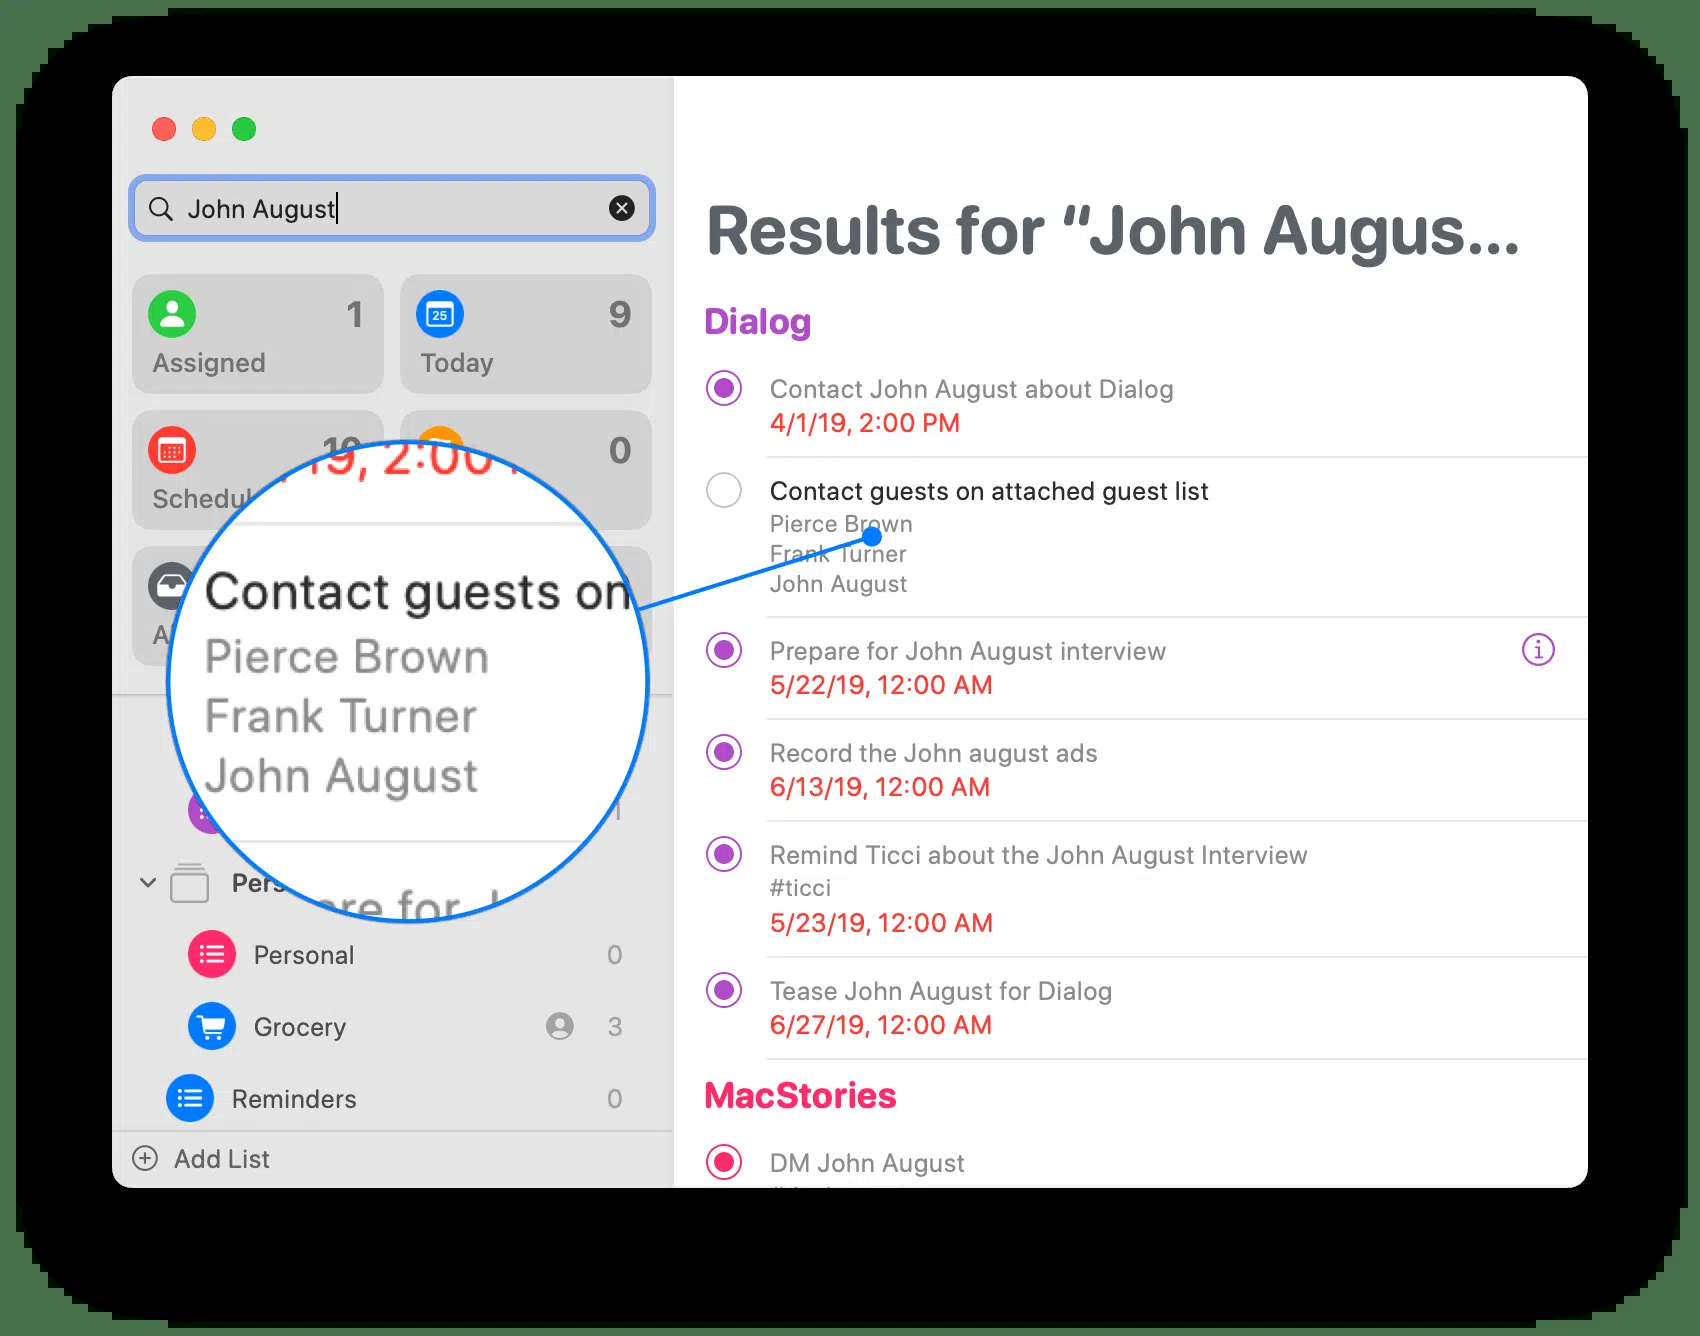 John August
1
Assigned
25
9
Today
19
Schedul
0
A
19, 2:00
Contact guests on
Pierce Brown
Frank Turner
John August
are for J
1
Pers
Personal
0
Grocery
3
Reminders
0
Add List
Results for “John Augus...
Dialog
Contact John August about Dialog
4/1/19, 2:00 PM
Contact guests on attached guest list
Pierce Brown
Frank Turner
John August
Prepare for John August interview
5/22/19, 12:00 AM
Record the John august ads
6/13/19, 12:00 AM
Remind Ticci about the John August Interview
#ticci
5/23/19, 12:00 AM
Tease John August for Dialog
6/27/19, 12:00 AM
MacStories
DM John August